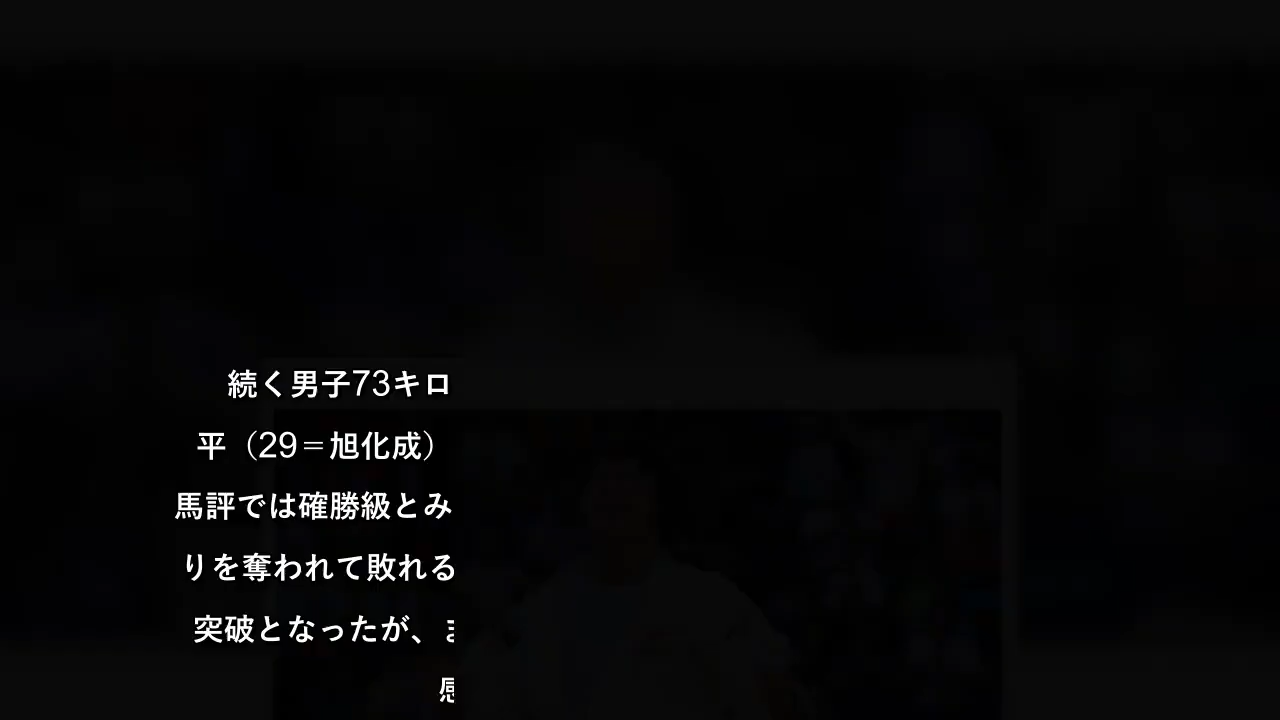 続く男子73キロ
平（29＝旭化成）
馬評では確勝級とみ
りを奪われて敗れる
突破となったが、ま
感